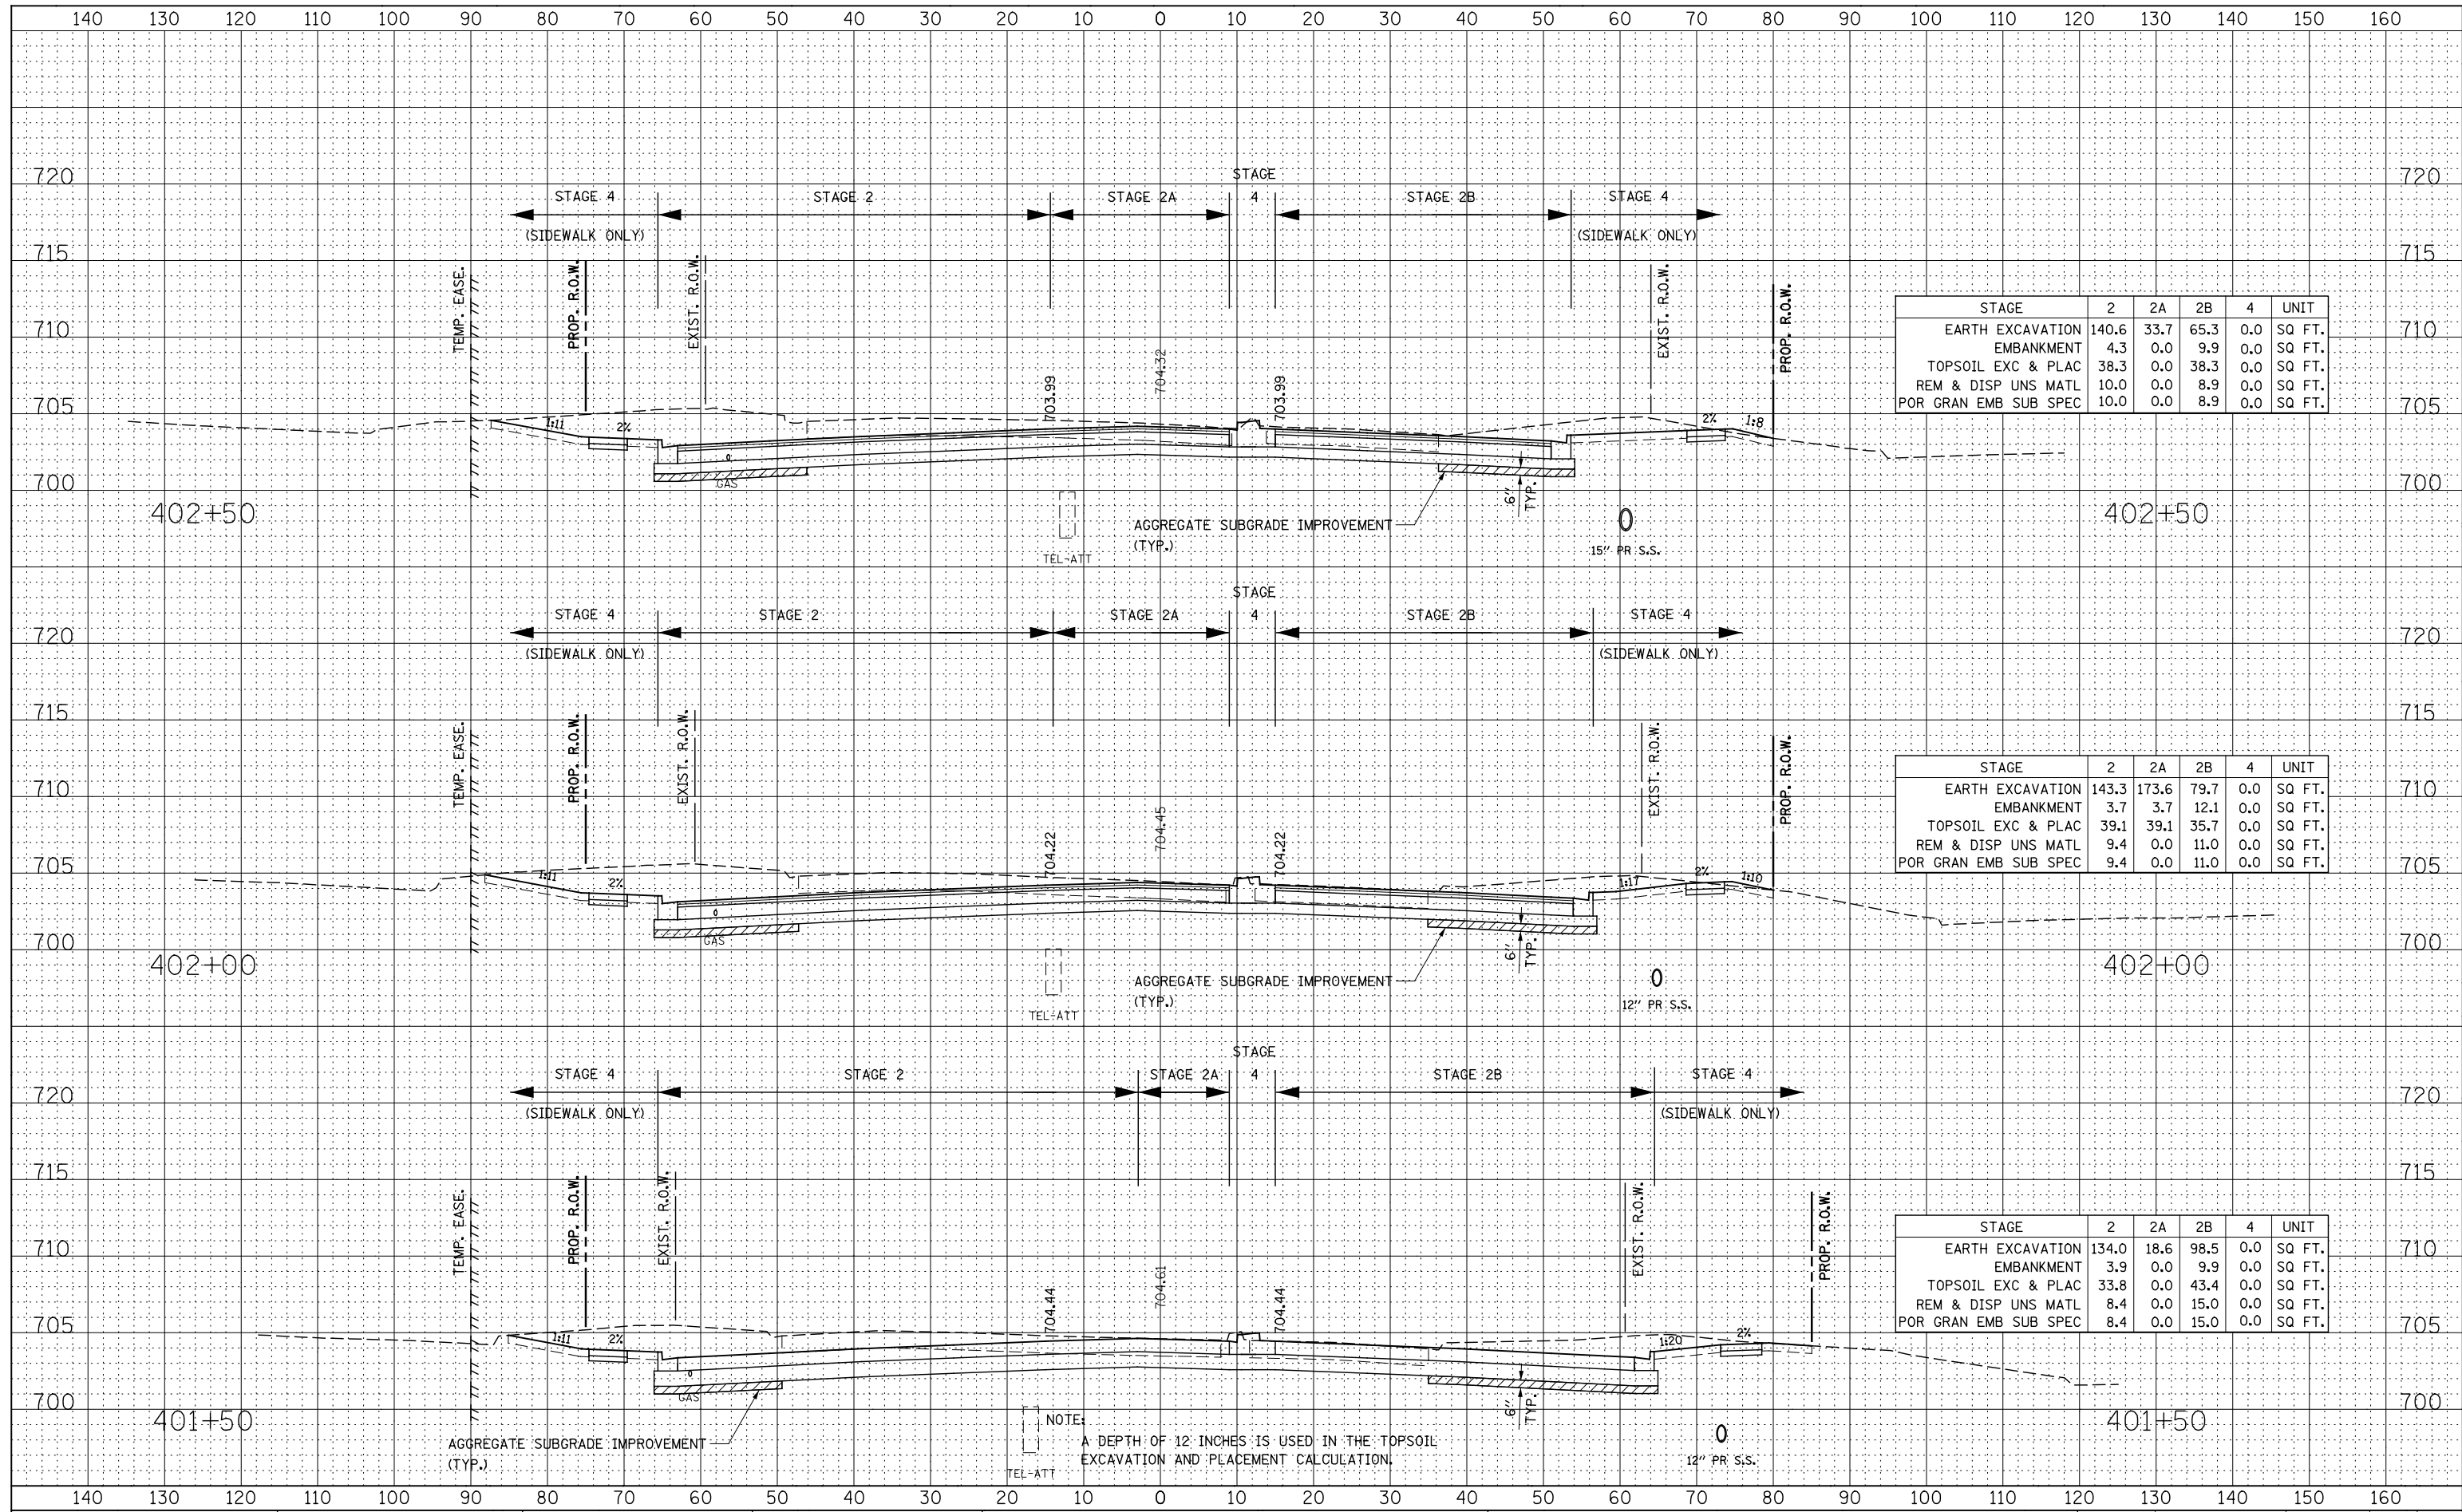 140 130 120 110 100 90 80 70 60 50 40 30 20 10 0 10 20 30 40 50 60 70 80 90 100 110 120 130 140 150 160
STAGE
720 720
STAGE 4 STAGE 2 STAGE 2A 4 STAGE 2B STAGE 4
(SIDEWALK ONLY) (SIDEWALK ONLY)
715 715
TEMP. EASE. PROP. R.O.W. EXIST. R.O.W. EXIST. R.O.W. PROP. R.O.W.
710 710
STAGE 2 2A 2B 4 UNIT
EARTH EXCAVATION 140.6 33.7 65.3 0.0 SQ FT.
EMBANKMENT 4.3 0.0 9.9 0.0 SQ FT.
TOPSOIL EXC & PLAC 38.3 0.0 38.3 0.0 SQ FT.
REM & DISP UNS MATL 10.0 0.0 8.9 0.0 SQ FT.
POR GRAN EMB SUB SPEC 10.0 0.0 8.9 0.0 SQ FT.
703.99 704.32 703.99
705 705
1:11 2% 2% 1:8
GAS
700 700
6" TYP.
402+50 402+50
AGGREGATE SUBGRADE IMPROVEMENT
(TYP.)
TEL-ATT
15" PR S.S.
STAGE
STAGE 4 STAGE 2 STAGE 2A 4 STAGE 2B STAGE 4
720 720
(SIDEWALK ONLY) (SIDEWALK ONLY)
715 715
TEMP. EASE. PROP. R.O.W. EXIST. R.O.W. EXIST. R.O.W. PROP. R.O.W.
710 710
STAGE 2 2A 2B 4 UNIT
EARTH EXCAVATION 143.3 173.6 79.7 0.0 SQ FT.
EMBANKMENT 3.7 3.7 12.1 0.0 SQ FT.
TOPSOIL EXC & PLAC 39.1 39.1 35.7 0.0 SQ FT.
REM & DISP UNS MATL 9.4 0.0 11.0 0.0 SQ FT.
POR GRAN EMB SUB SPEC 9.4 0.0 11.0 0.0 SQ FT.
704.22 704.45 704.22
705 705
1:11 2% 1:17 2% 1:10
GAS
700 700
6" TYP.
402+00 402+00
AGGREGATE SUBGRADE IMPROVEMENT
(TYP.)
TEL-ATT
12" PR S.S.
STAGE
STAGE 4 STAGE 2 STAGE 2A 4 STAGE 2B STAGE 4
720 720
(SIDEWALK ONLY) (SIDEWALK ONLY)
715 715
TEMP. EASE. PROP. R.O.W. EXIST. R.O.W. EXIST. R.O.W. PROP. R.O.W.
710 710
STAGE 2 2A 2B 4 UNIT
EARTH EXCAVATION 134.0 18.6 98.5 0.0 SQ FT.
EMBANKMENT 3.9 0.0 9.9 0.0 SQ FT.
TOPSOIL EXC & PLAC 33.8 0.0 43.4 0.0 SQ FT.
REM & DISP UNS MATL 8.4 0.0 15.0 0.0 SQ FT.
POR GRAN EMB SUB SPEC 8.4 0.0 15.0 0.0 SQ FT.
704.44 704.61 704.44
705 705
1:11 2% 1:20 2%
GAS
700 700
6" TYP.
401+50 401+50
AGGREGATE SUBGRADE IMPROVEMENT
(TYP.)
NOTE:
A DEPTH OF 12 INCHES IS USED IN THE TOPSOIL
EXCAVATION AND PLACEMENT CALCULATION.
TEL-ATT
12" PR S.S.
140 130 120 110 100 90 80 70 60 50 40 30 20 10 0 10 20 30 40 50 60 70 80 90 100 110 120 130 140 150 160